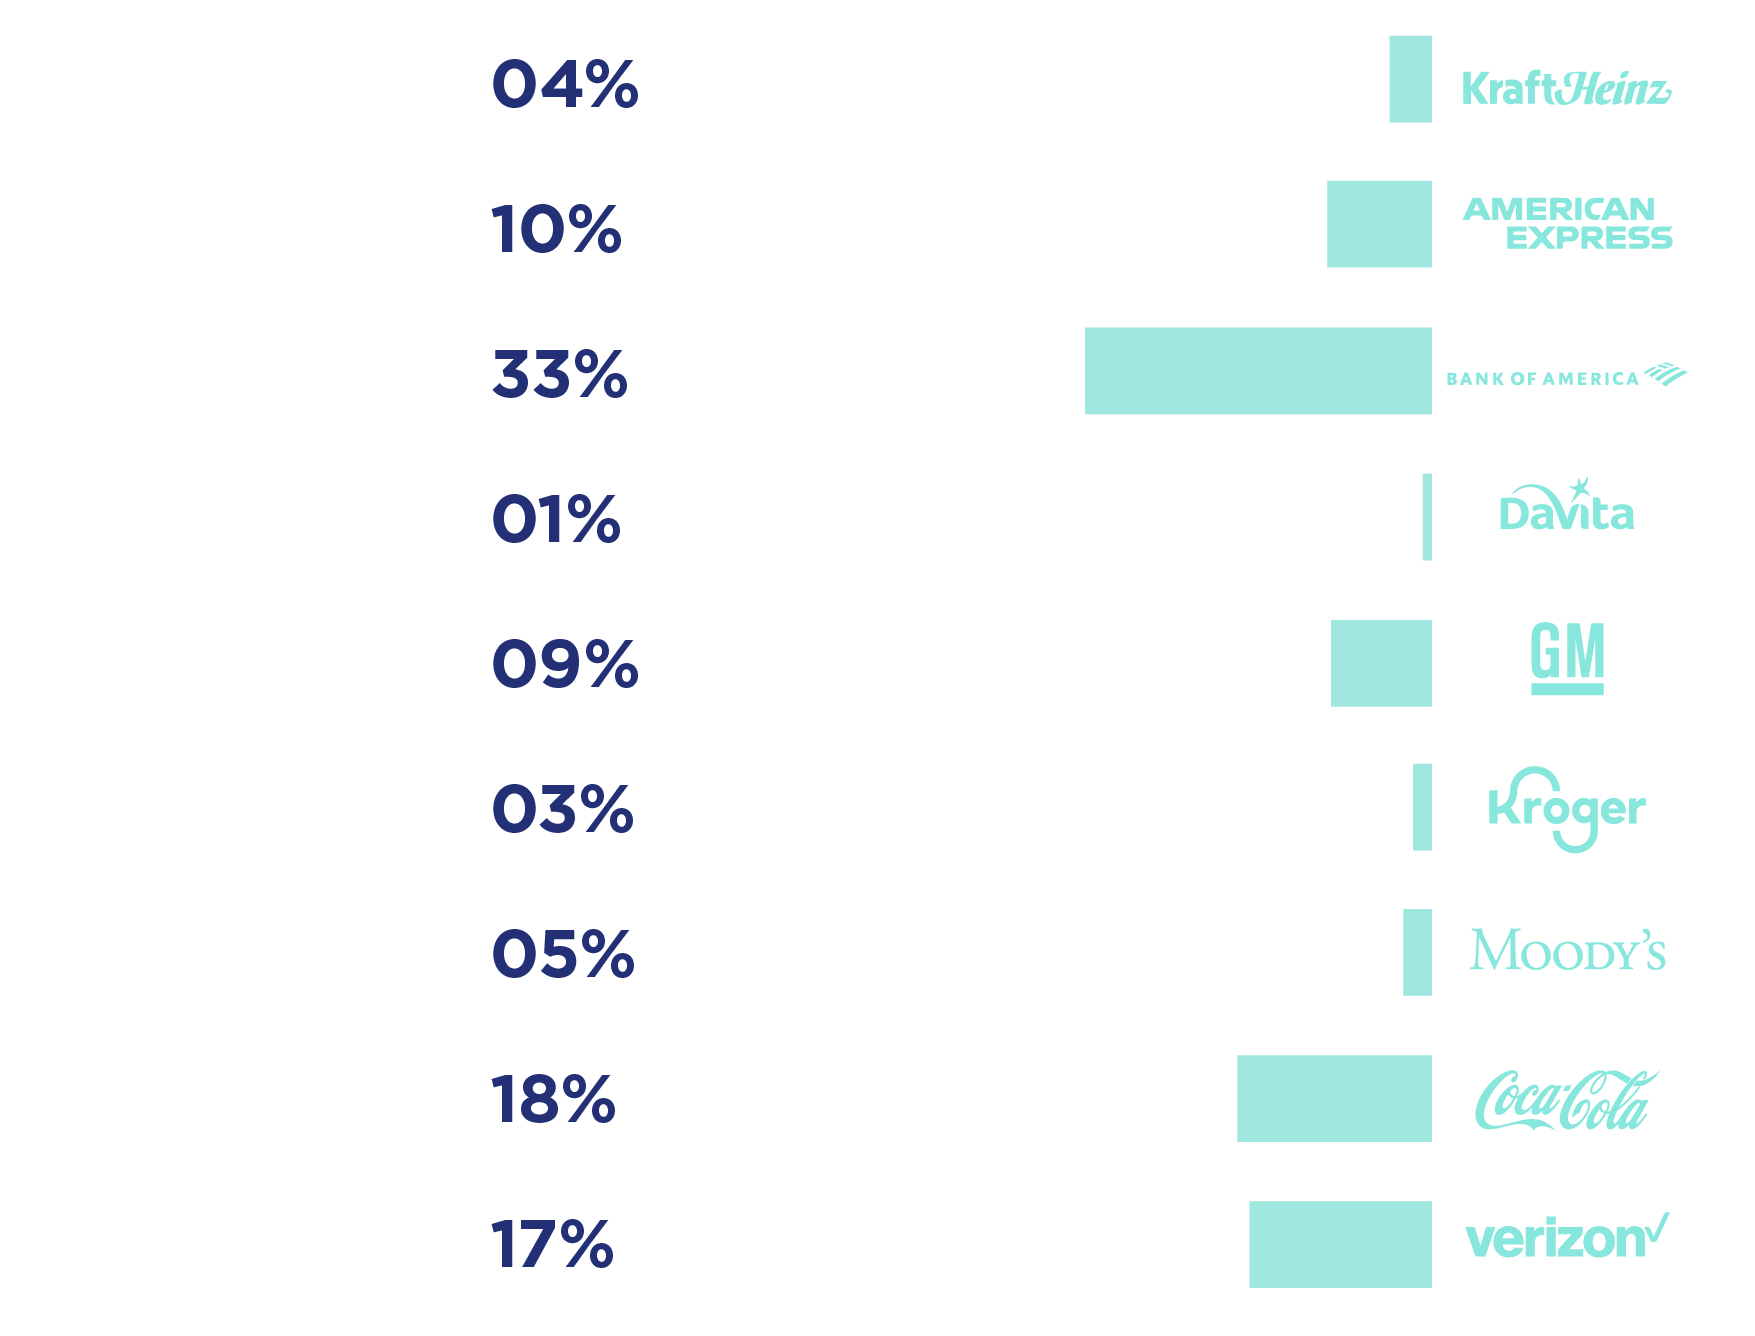 04% KraftHeinz
10% AMERICAN
EXPRESS
33% BANK OF AMERICA
01% DaVita
09% GM
03% Kroger
05% MOODY'S
18% Coca-Cola
17% verizon